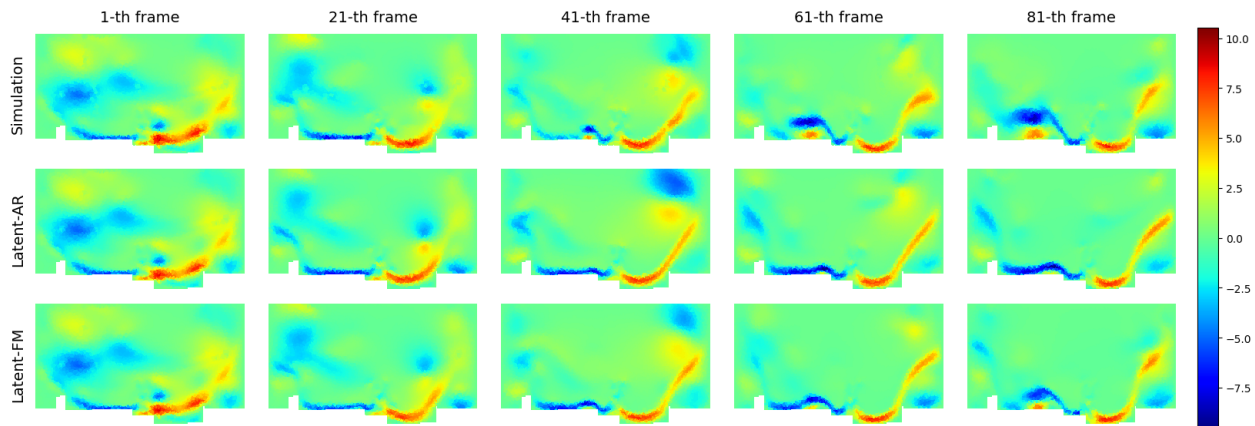 1-th frame
21-th frame
41-th frame
61-th frame
81-th frame
Simulation
Latent-AR
Latent-FM
10.0
7.5
5.0
2.5
0.0
−2.5
−5.0
−7.5